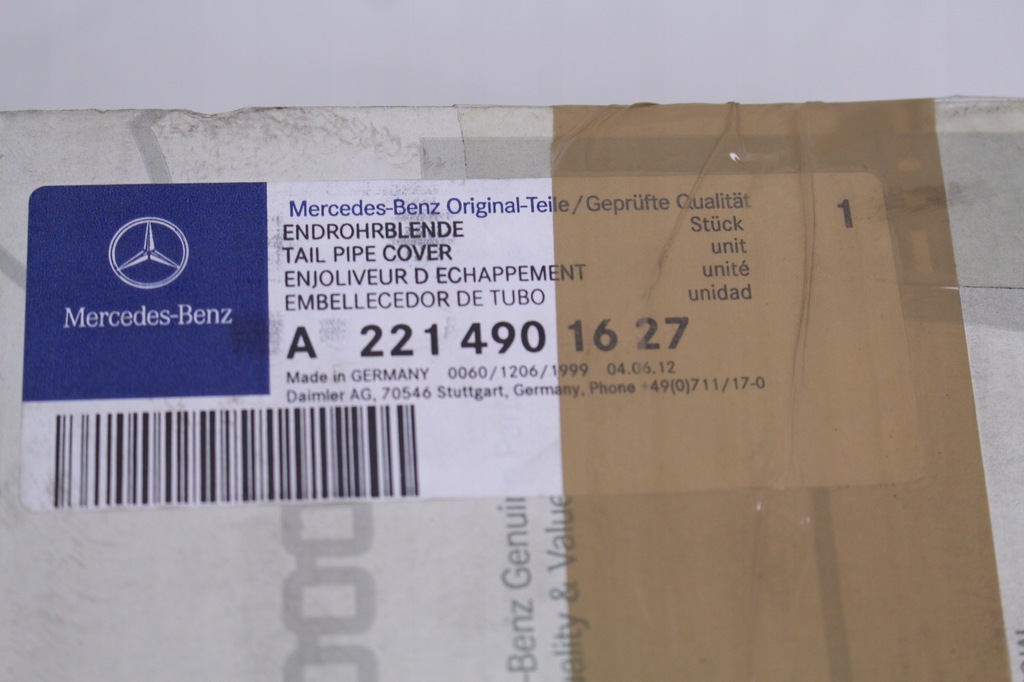 Mercedes-Benz
Mercedes-Benz Original-Teile/Geprüfte Qualität
ENDROHRBLENDE
TAIL PIPE COVER
ENJOLIVEUR D ECHAPPEMENT
EMBELLECEDOR DE TUBO
Stück
unit
unité
unidad
1
A 221 490 16 27
Made in GERMANY 0060/1206/1999 04.06.12
Daimler AG, 70546 Stuttgart, Germany, Phone +49(0)711/17-0
-Benz Genuin
& Value